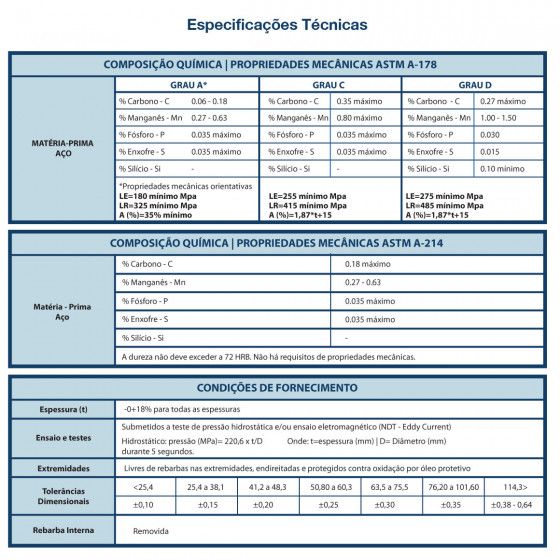 Especificações Técnicas
COMPOSIÇÃO QUÍMICA | PROPRIEDADES MECÂNICAS ASTM A-178
GRAU A* GRAU C GRAU D
% Carbono - C 0.06 - 0.18 % Carbono - C 0.35 máximo % Carbono - C 0.27 máximo
% Manganês - Mn 0.27 - 0.63 % Manganês - Mn 0.80 máximo % Manganês - Mn 1.00 - 1.50
MATÉRIA-PRIMA
AÇO
% Fósforo - P 0.035 máximo % Fósforo - P 0.035 máximo % Fósforo - P 0.030
% Enxofre - S 0.035 máximo % Enxofre - S 0.035 máximo % Enxofre - S 0.015
% Silício - Si - % Silício - Si - % Silício - Si 0.10 mínimo
*Propriedades mecânicas orientativas
LE=180 mínimo Mpa LE=255 mínimo Mpa LE=275 mínimo Mpa
LR=325 mínimo Mpa LR=415 mínimo Mpa LR=485 mínimo Mpa
A (%)=35% mínimo A (%)=1,87*t+15 A (%)=1,87*t+15
COMPOSIÇÃO QUÍMICA | PROPRIEDADES MECÂNICAS ASTM A-214
% Carbono - C 0.18 máximo
% Manganês - Mn 0.27 - 0.63
Matéria - Prima
Aço
% Fósforo - P 0.035 máximo
% Enxofre - S 0.035 máximo
% Silício - Si -
A dureza não deve exceder a 72 HRB. Não há requisitos de propriedades mecânicas.
CONDIÇÕES DE FORNECIMENTO
Espessura (t) -0+18% para todas as espessuras
Ensaio e testes
Submetidos a teste de pressão hidrostática e/ou ensaio eletromagnético (NDT - Eddy Current)
Hidrostático: pressão (MPa)= 220,6 x t/D Onde: t=espessura (mm) | D= Diâmetro (mm)
durante 5 segundos.
Extremidades Livres de rebarbas nas extremidades, endireitadas e protegidos contra oxidação por óleo protetivo
Tolerâncias
Dimensionais
<25,4 25,4 a 38,1 41,2 a 48,3 50,80 a 60,3 63,5 a 75,5 76,20 a 101,60 114,3>
±0,10 ±0,15 ±0,20 ±0,25 ±0,30 ±0,35 ±0,38 - 0,64
Rebarba Interna Removida